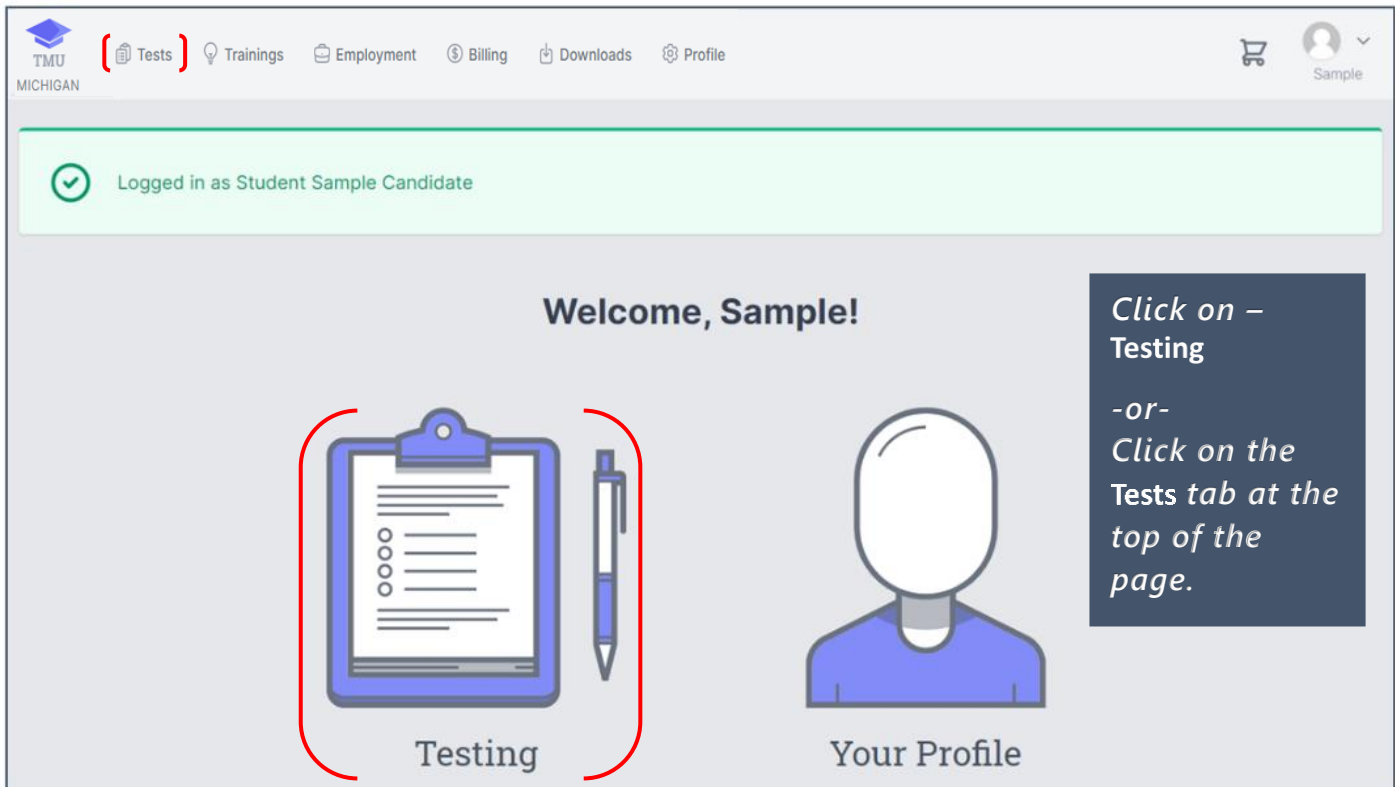 TMU
MICHIGAN
Tests Trainings Employment Billing Downloads Profile
Sample
Logged in as Student Sample Candidate
Welcome, Sample!
Click on –
Testing
-or-
Click on the
Tests tab at the
top of the
page.
Testing
Your Profile